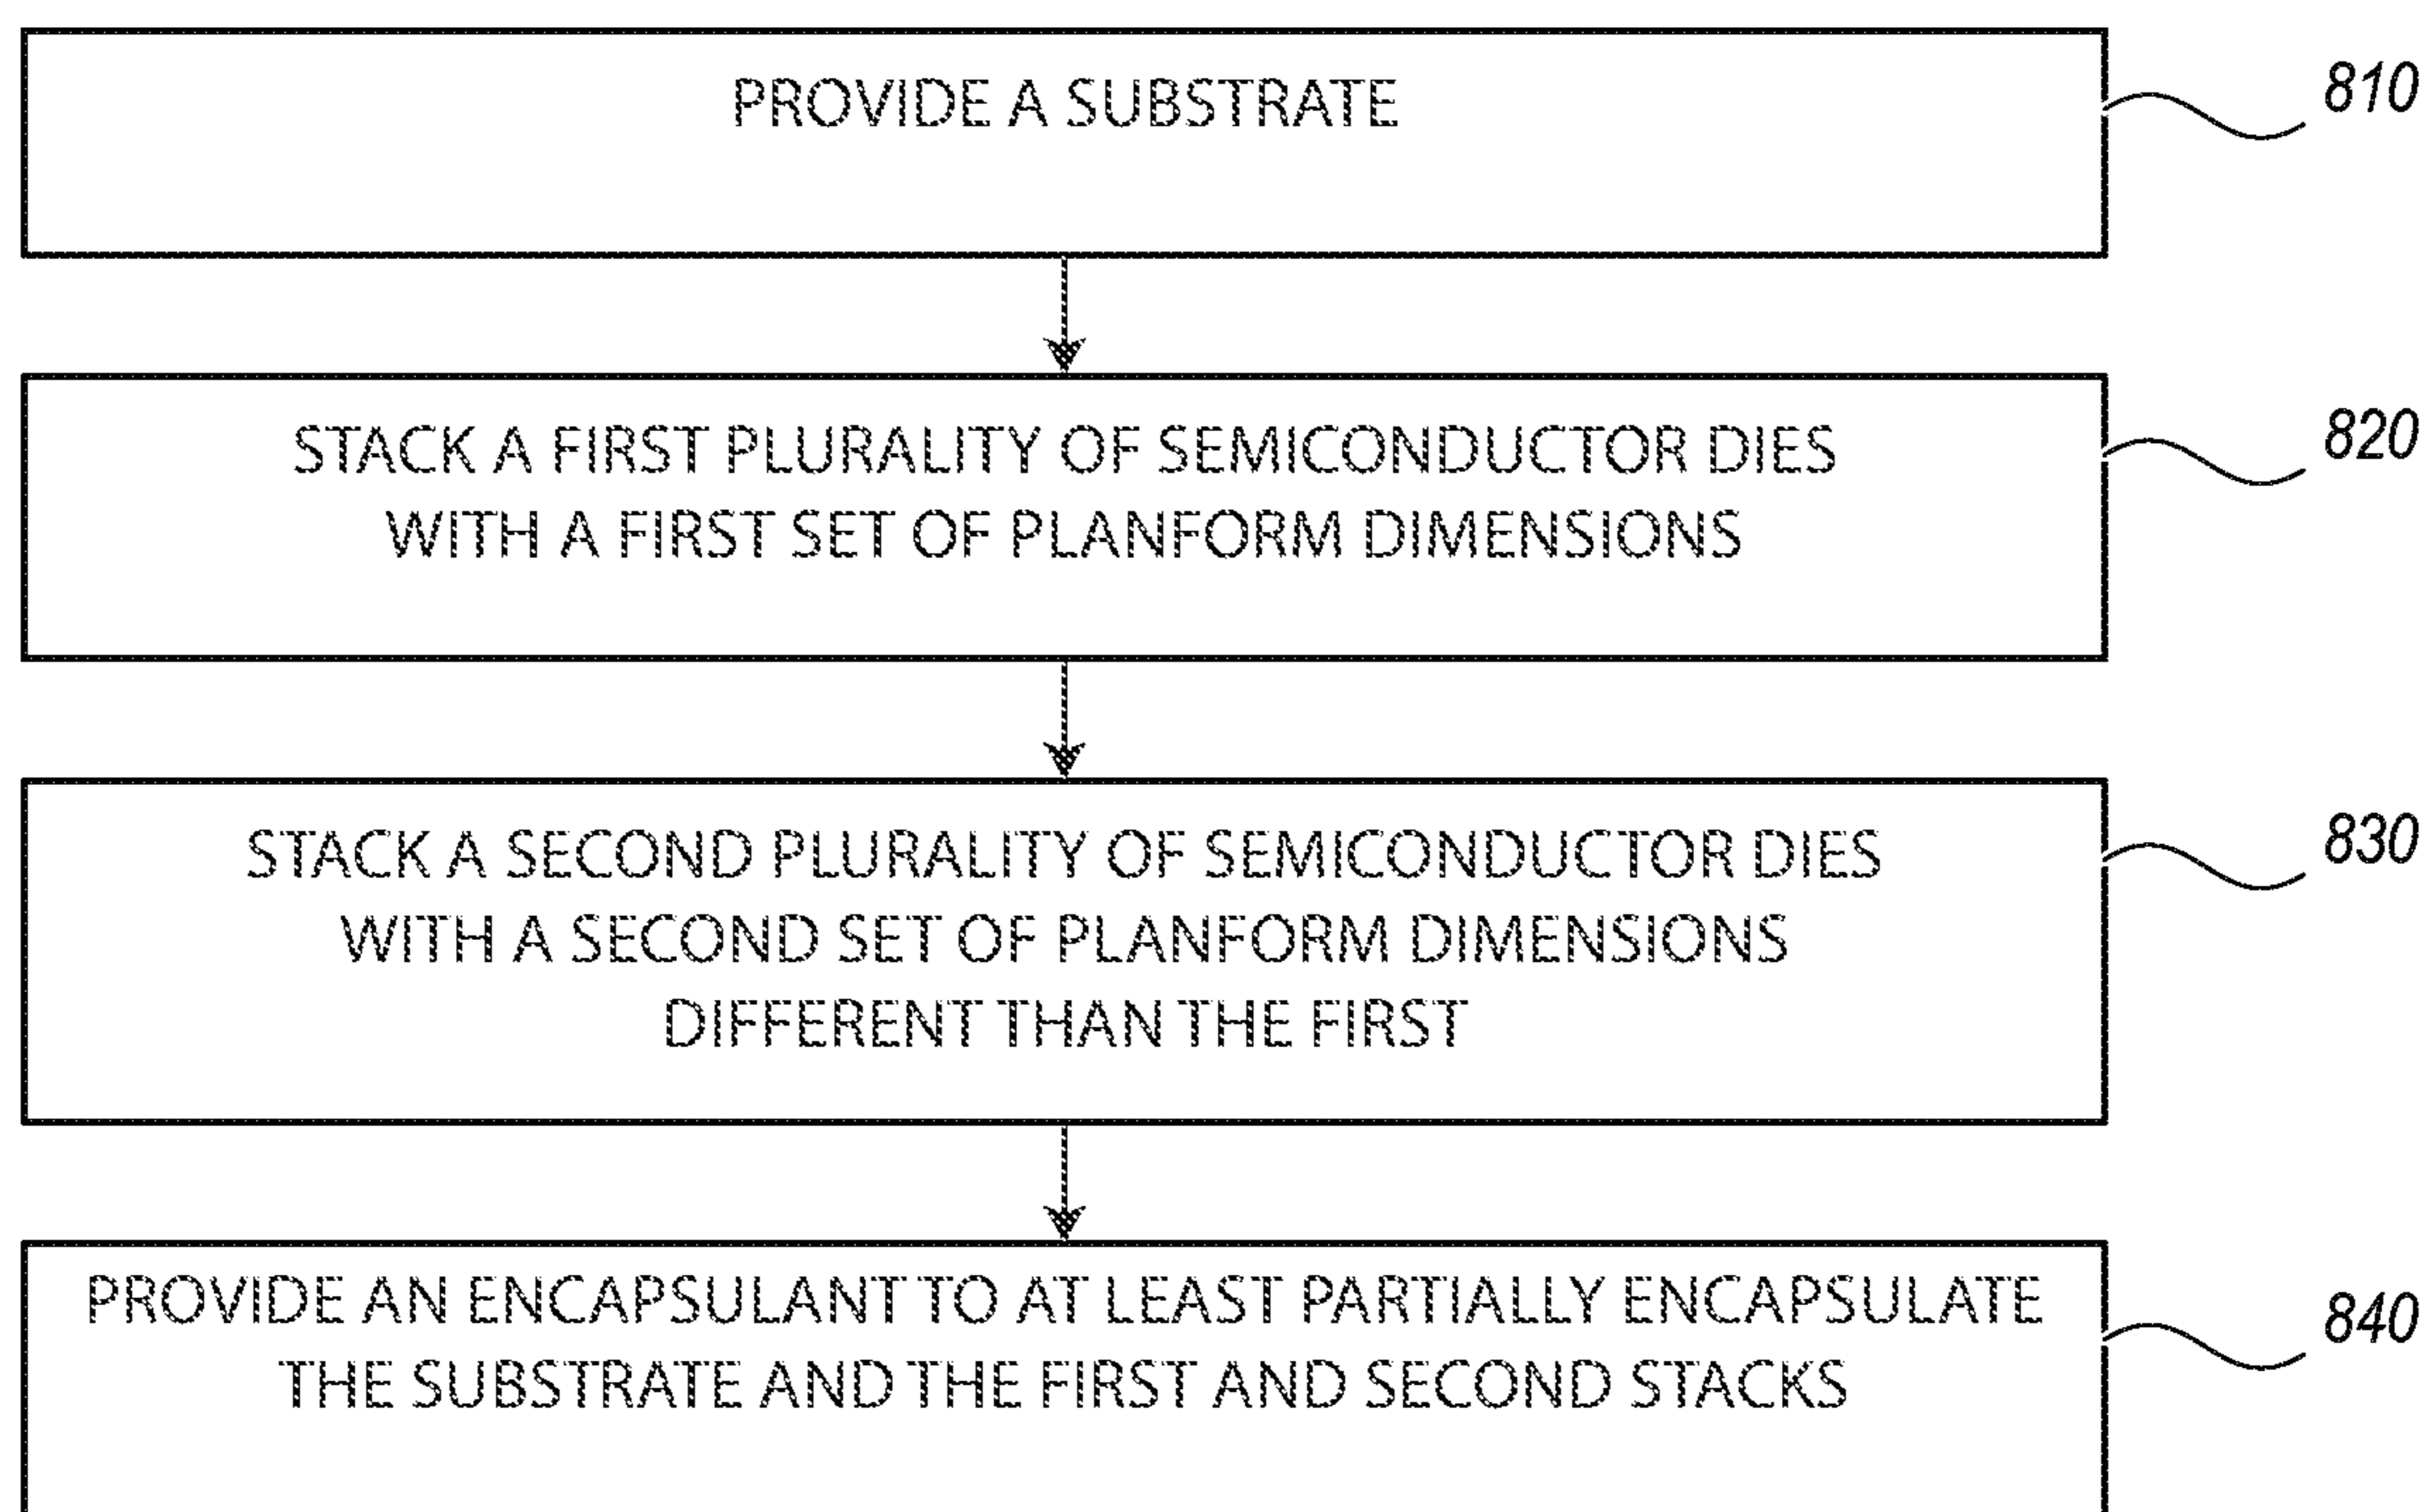 PROVIDE A SUBSTRATE
810
STACK A FIRST PLURALITY OF SEMICONDUCTOR DIES
WITH A FIRST SET OF PLANFORM DIMENSIONS
820
STACK A SECOND PLURALITY OF SEMICONDUCTOR DIES
WITH A SECOND SET OF PLANFORM DIMENSIONS
DIFFERENT THAN THE FIRST
830
PROVIDE AN ENCAPSULANT TO AT LEAST PARTIALLY ENCAPSULATE
THE SUBSTRATE AND THE FIRST AND SECOND STACKS
840